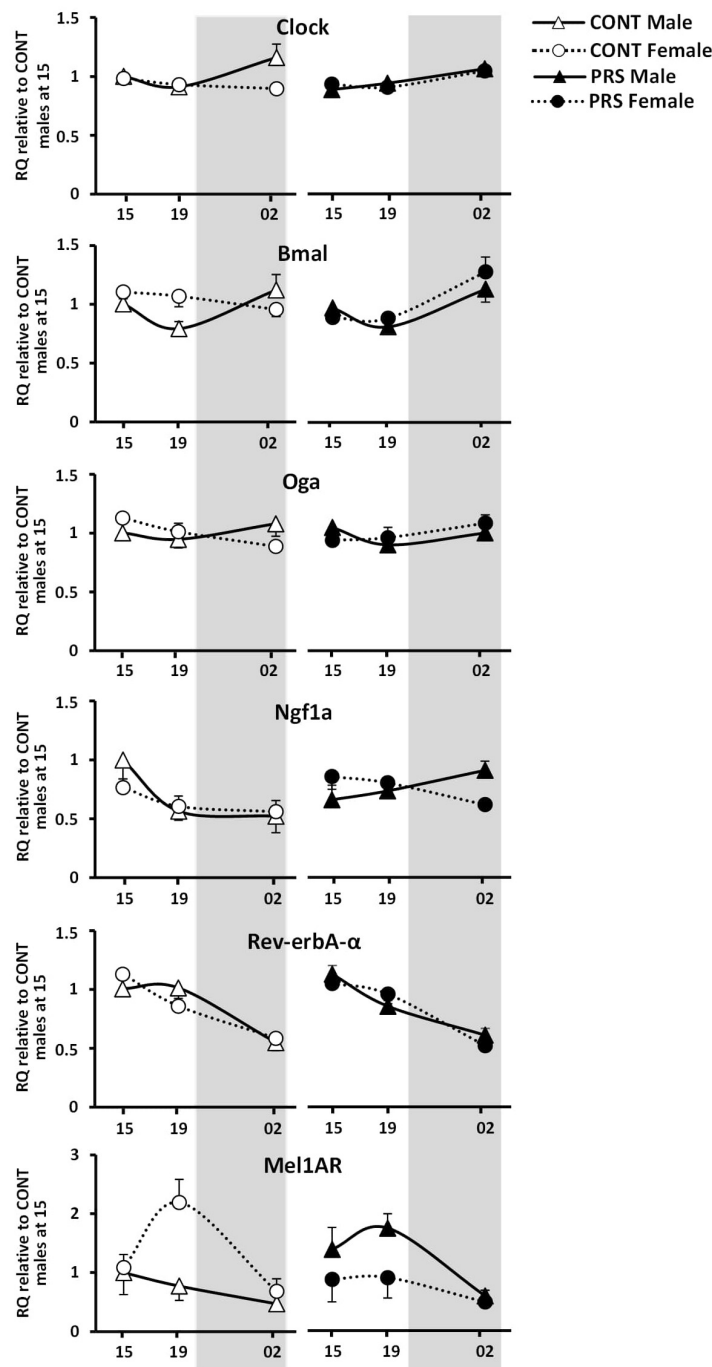 Clock
CONT Male
CONT Female
PRS Male
PRS Female
RQ relative to CONT
males at 15
1.5
1
0.5
0
15 19 02 15 19 02
Bmal
RQ relative to CONT
males at 15
1.5
1
0.5
0
15 19 02 15 19 02
Oga
RQ relative to CONT
males at 15
1.5
1
0.5
0
15 19 02 15 19 02
Ngf1a
RQ relative to CONT
males at 15
1.5
1
0.5
0
15 19 02 15 19 02
Rev-erbA-α
RQ relative to CONT
males at 15
1.5
1
0.5
0
15 19 02 15 19 02
Mel1AR
RQ relative to CONT
males at 15
3
2
1
0
15 19 02 15 19 02